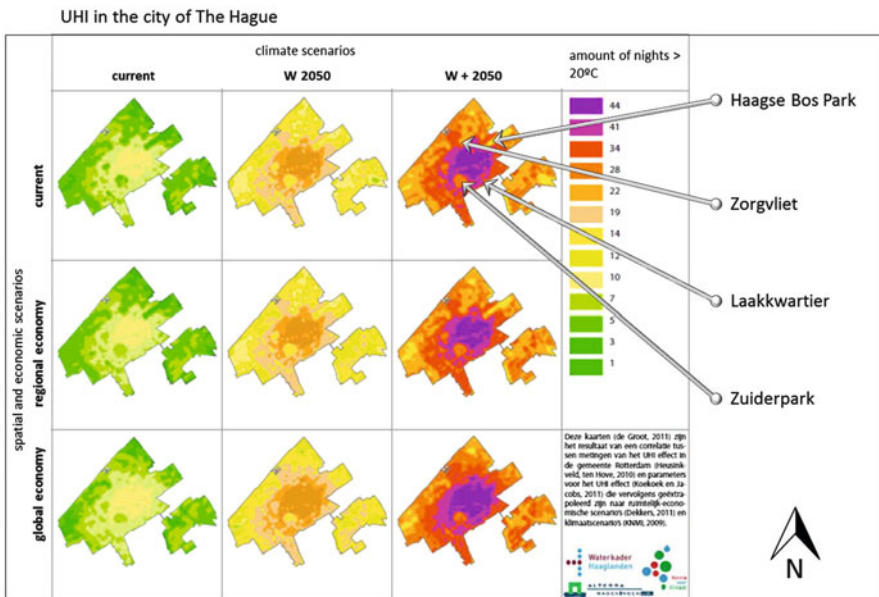 UHI in the city of The Hague
climate scenarios
current
W 2050
W + 2050
amount of nights >
20ºC
spatial and economic scenarios
current
regional economy
global economy
44
41
34
28
22
19
14
12
10
7
5
3
1
Haagse Bos Park
Zorgvliet
Laakkwartier
Zuiderpark
Deze kaarten (de Groot, 2011) zijn
het resultaat van een correlatie tus-
sen metingen van het UHI effect in
de gemeente Rotterdam (Heusink-
veld, ten Hove, 2010) en parameters
voor het UHI effect (Koekoek en Ja-
cobs, 2011) die vervolgens geëxtra-
poleerd zijn naar ruimtelijk-econo-
mische scenario's (Dekkers, 2011) en
klimaatscenario's (KNMI, 2009).
Waterkader
Haaglanden
Kennis
voor
Klimaat
ALTERRA
WAGENINGEN
N